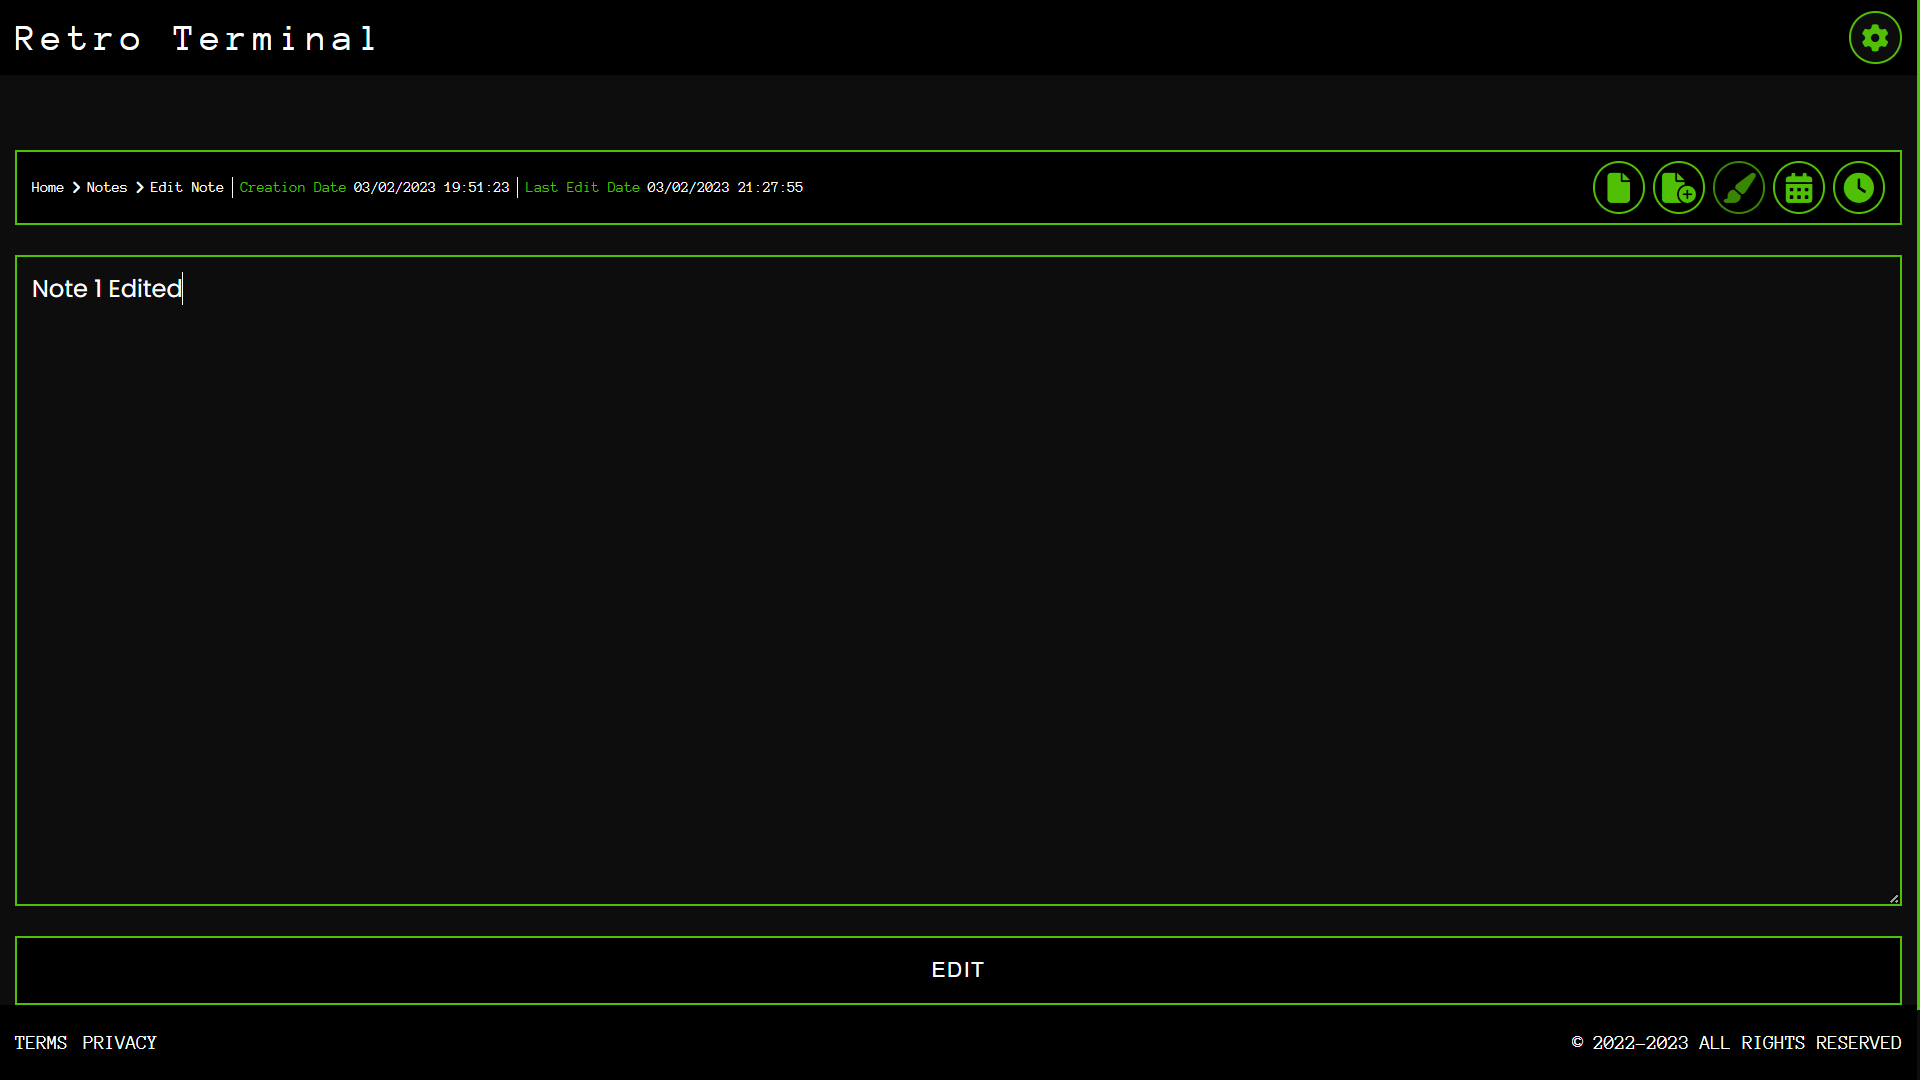 Retro Terminal
Home Notes Edit Note Creation Date 03/02/2023 19:51:23 Last Edit Date 03/02/2023 21:27:55
Note 1 Edited
EDIT
TERMS PRIVACY © 2022-2023 ALL RIGHTS RESERVED